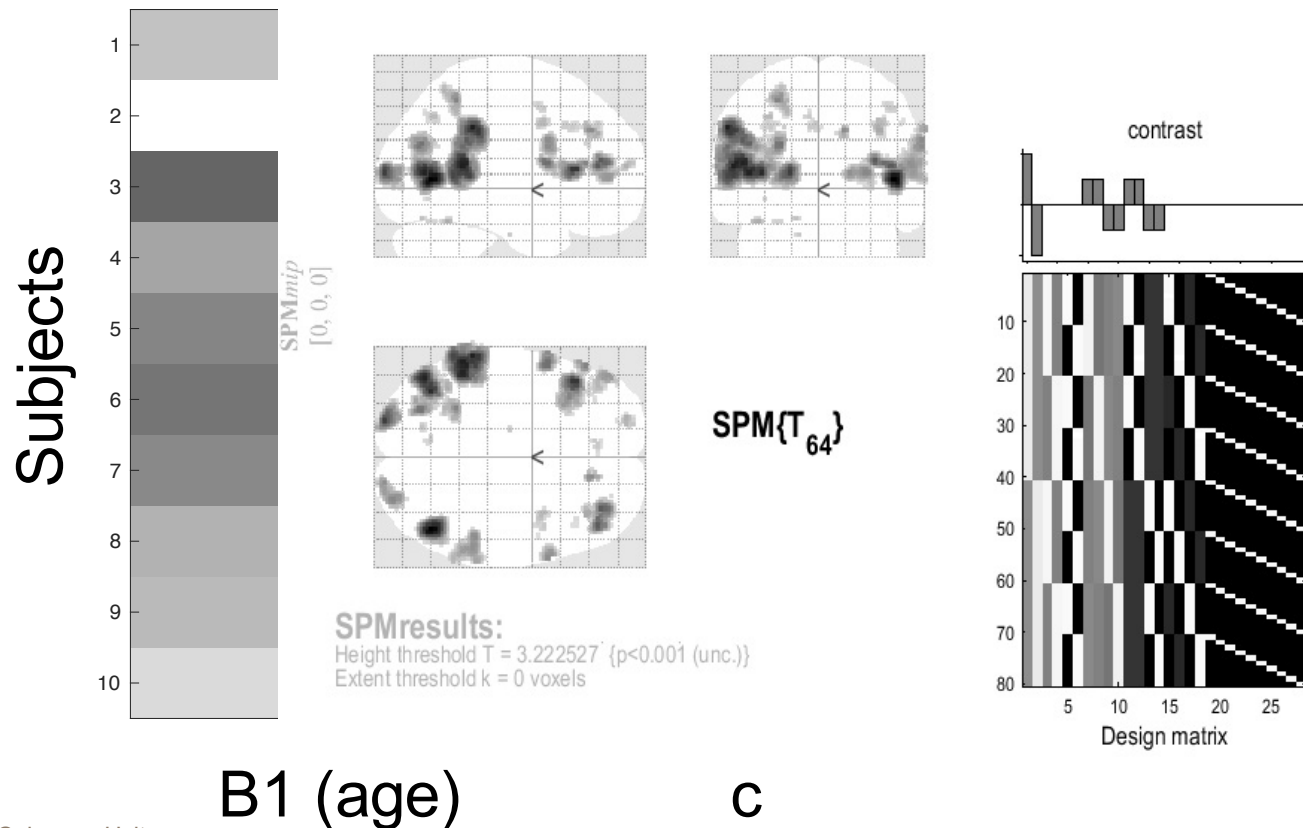 Subjects
1
2
3
4
5
6
7
8
9
10
SPMmip
[0, 0, 0]
<
<
<
SPM{T64}
SPMresults:
Height threshold T = 3.222527 {p<0.001 (unc.)}
Extent threshold k = 0 voxels
contrast
10
20
30
40
50
60
70
80
5 10 15 20 25
Design matrix
B1 (age)
c